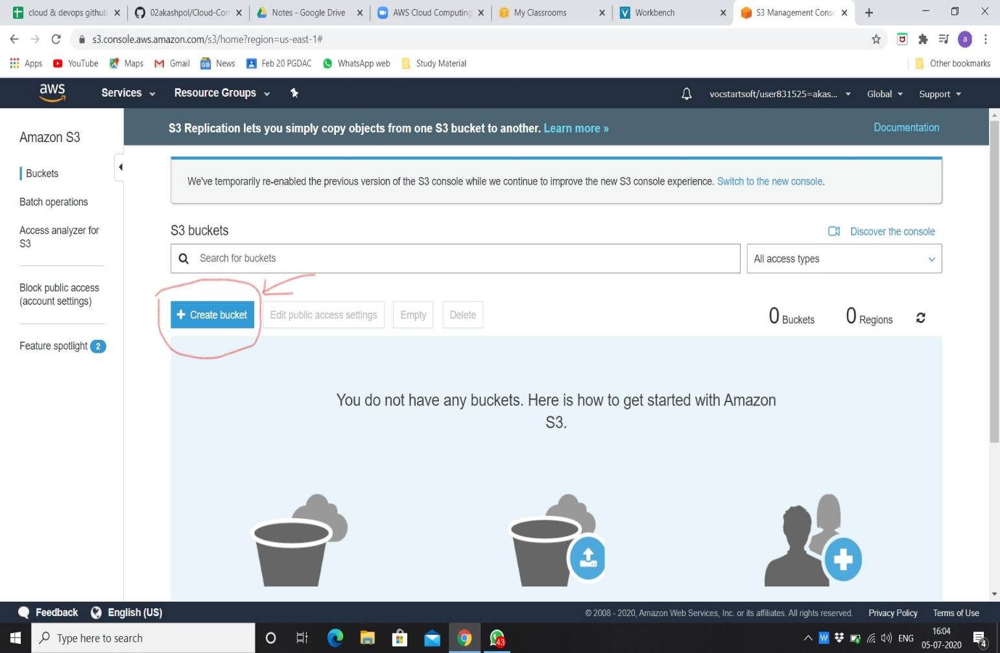 cloud & devops github
02akashpol/Cloud-Com
Notes - Google Drive
AWS Cloud Computing
My Classrooms
Workbench
S3 Management Conso
s3.console.aws.amazon.com/s3/home?region=us-east-1#
a
Apps
YouTube
Maps
Gmail
News
Feb 20 PGDAC
WhatsApp web
Study Material
Other bookmarks
aws
Services
Resource Groups
vocstartsoft/user831525=akas...
Global
Support
Amazon S3
Buckets
Batch operations
Access analyzer for
S3
Block public access
(account settings)
Feature spotlight 2
S3 Replication lets you simply copy objects from one S3 bucket to another. Learn more »
Documentation
We've temporarily re-enabled the previous version of the S3 console while we continue to improve the new S3 console experience. Switch to the new console.
S3 buckets
Discover the console
Search for buckets
All access types
+ Create bucket
Edit public access settings
Empty
Delete
0 Buckets
0 Regions
You do not have any buckets. Here is how to get started with Amazon
S3.
Feedback
English (US)
© 2008 - 2020, Amazon Web Services, Inc. or its affiliates. All rights reserved.
Privacy Policy
Terms of Use
Type here to search
43
ENG
16:04
05-07-2020
4